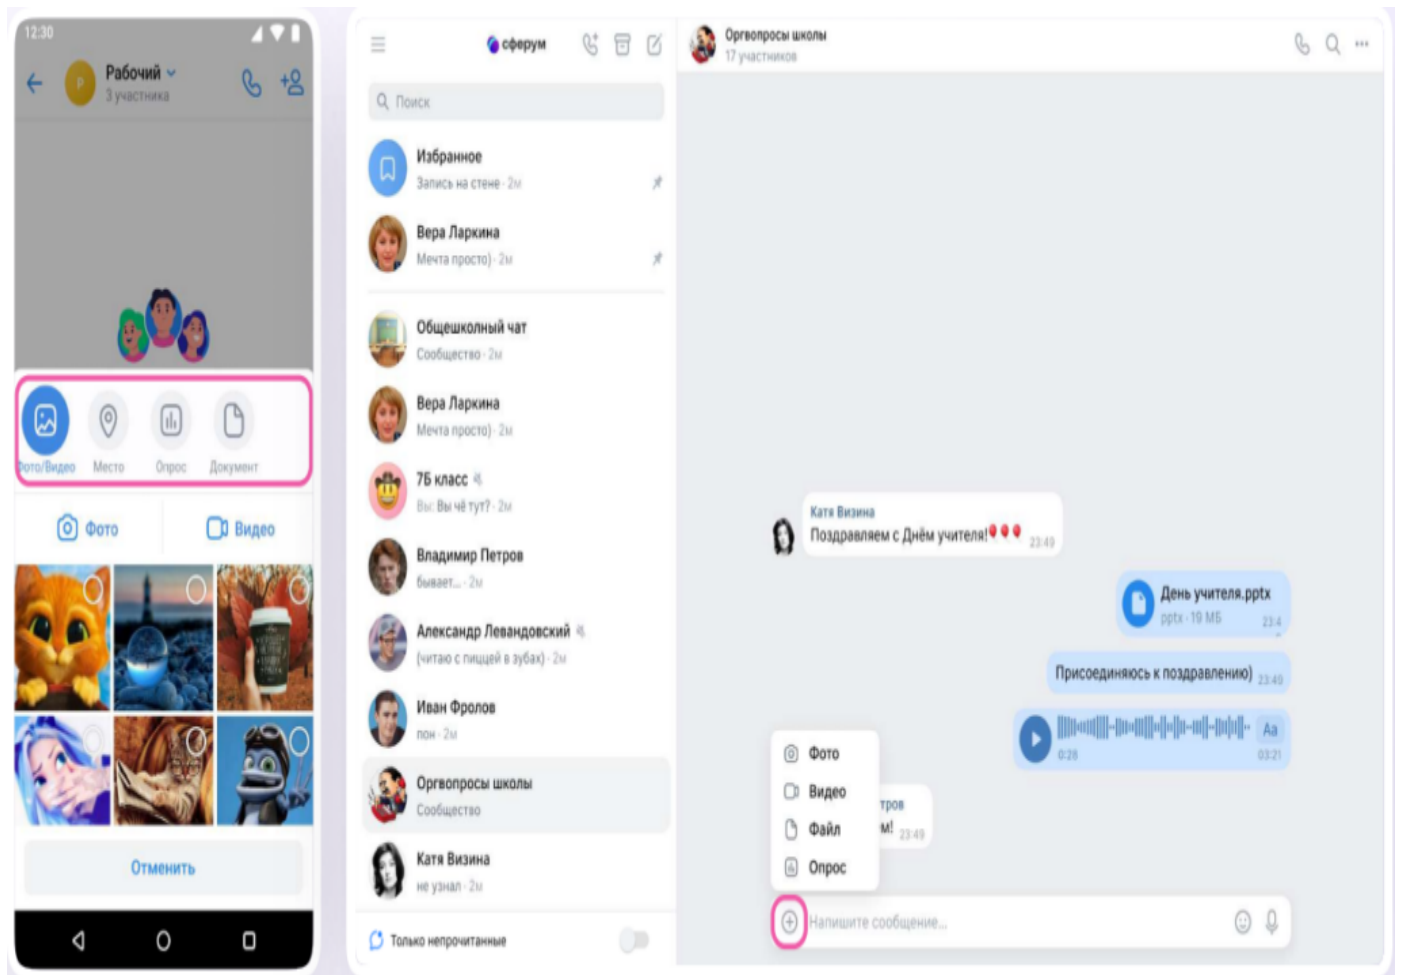 12:30
Рабочий
3 участника
Р
Фото/Видео
Место
Опрос
Документ
Фото
Видео
Отменить
сферум
Поиск
Избранное
Запись на стене · 2м
Вера Ларкина
Мечта просто) · 2м
Общешкольный чат
Сообщество · 2м
Вера Ларкина
Мечта просто) · 2м
7Б класс
Вы: Вы чё тут? · 2м
Владимир Петров
бывает... · 2м
Александр Левандовский
(читаю с пиццей в зубах) · 2м
Иван Фролов
пон · 2м
Оргвопросы школы
Сообщество
Катя Визина
не узнал · 2м
Только непрочитанные
Оргвопросы школы
17 участников
Катя Визина
Поздравляем с Днём учителя! 23:49
День учителя.pptx
pptx · 19 МБ 23:4
Присоединяюсь к поздравлению) 23:49
Аа
0:28 03:21
тров
м! 23:49
Фото
Видео
Файл
Опрос
Напишите сообщение...